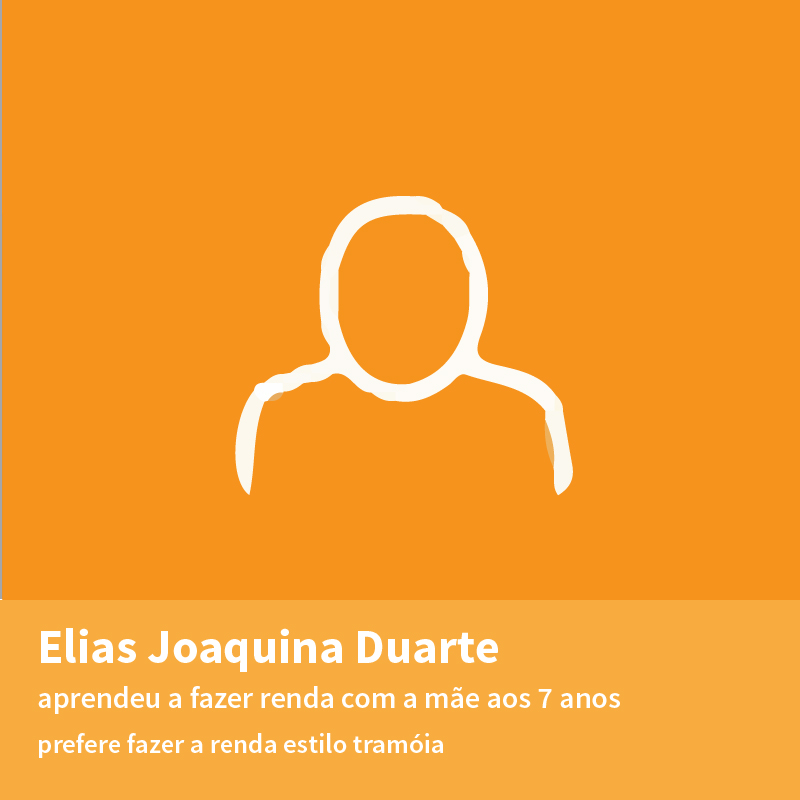 Elias Joaquina Duarte
aprendeu a fazer renda com a mãe aos 7 anos
prefere fazer a renda estilo tramóia